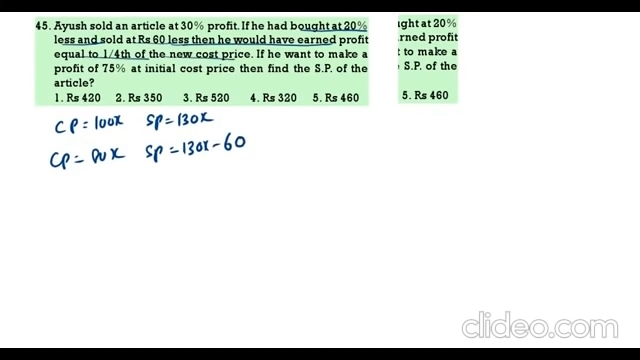 45. Ayush sold an article at 30% profit. If he had bought at 20%
less and sold at Rs 60 less then he would have earned profit
equal to 1/4th of the new cost price. If he want to make a
profit of 75% at initial cost price then find the S.P. of the
article?
1. Rs 420 2. Rs 350 3. Rs 520 4. Rs 320 5. Rs 460
ught at 20%
rned profit
t to make a
S.P. of the
5. Rs 460
CP = 100x SP = 130x
CP = 80x SP = 130x - 60
clideo.com